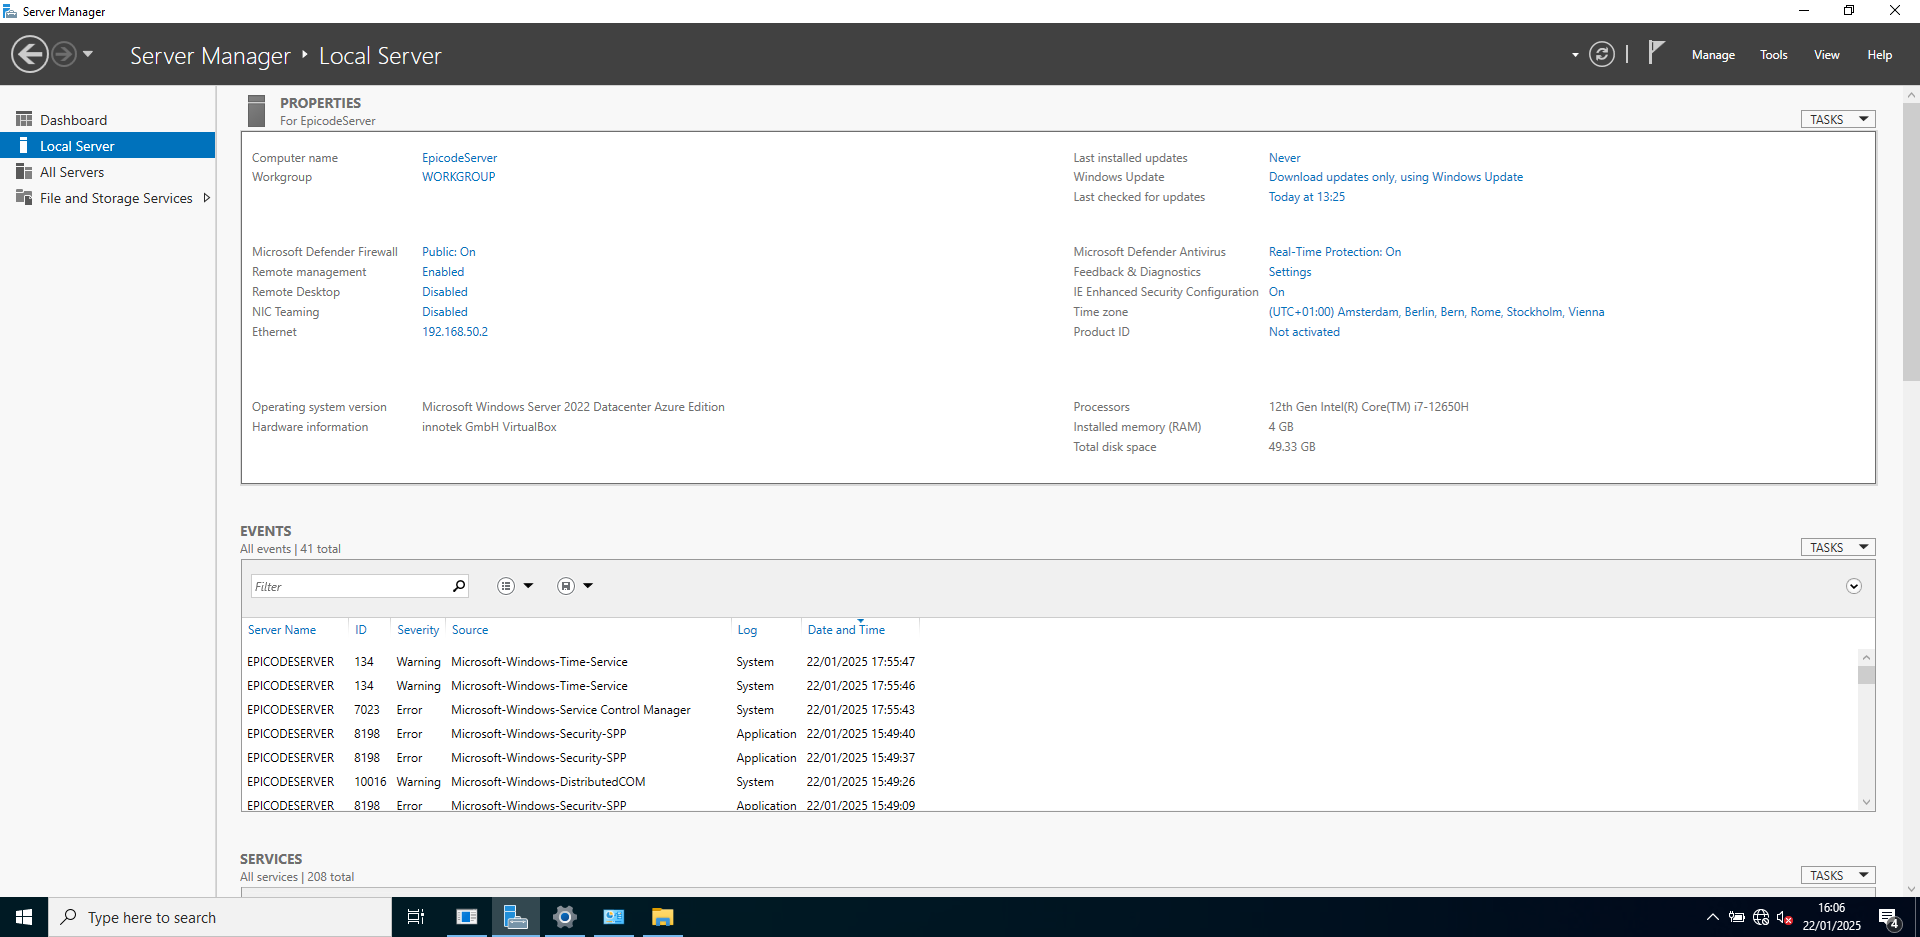 Server Manager
Server Manager ‣ Local Server
Manage Tools View Help
Dashboard
Local Server
All Servers
File and Storage Services
PROPERTIES
For EpicodeServer
TASKS
Computer name EpicodeServer
Workgroup WORKGROUP
Last installed updates Never
Windows Update Download updates only, using Windows Update
Last checked for updates Today at 13:25
Microsoft Defender Firewall Public: On
Remote management Enabled
Remote Desktop Disabled
NIC Teaming Disabled
Ethernet 192.168.50.2
Microsoft Defender Antivirus Real-Time Protection: On
Feedback & Diagnostics Settings
IE Enhanced Security Configuration On
Time zone (UTC+01:00) Amsterdam, Berlin, Bern, Rome, Stockholm, Vienna
Product ID Not activated
Operating system version Microsoft Windows Server 2022 Datacenter Azure Edition
Hardware information innotek GmbH VirtualBox
Processors 12th Gen Intel(R) Core(TM) i7-12650H
Installed memory (RAM) 4 GB
Total disk space 49.33 GB
EVENTS
All events | 41 total
TASKS
Filter
Server Name ID Severity Source Log Date and Time
EPICODESERVER 134 Warning Microsoft-Windows-Time-Service System 22/01/2025 17:55:47
EPICODESERVER 134 Warning Microsoft-Windows-Time-Service System 22/01/2025 17:55:46
EPICODESERVER 7023 Error Microsoft-Windows-Service Control Manager System 22/01/2025 17:55:43
EPICODESERVER 8198 Error Microsoft-Windows-Security-SPP Application 22/01/2025 15:49:40
EPICODESERVER 8198 Error Microsoft-Windows-Security-SPP Application 22/01/2025 15:49:37
EPICODESERVER 10016 Warning Microsoft-Windows-DistributedCOM System 22/01/2025 15:49:26
EPICODESERVER 8198 Error Microsoft-Windows-Security-SPP Application 22/01/2025 15:49:09
SERVICES
All services | 208 total
TASKS
Type here to search
16:06
22/01/2025
4